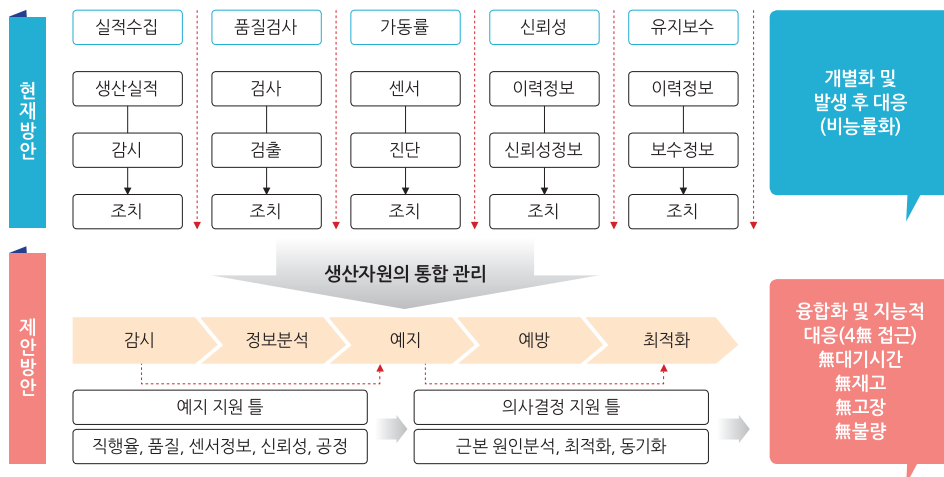 현재방안
실적수집
품질검사
가동률
신뢰성
유지보수
생산실적
검사
센서
이력정보
이력정보
감시
검출
진단
신뢰성정보
보수정보
조치
조치
조치
조치
조치
개별화 및
발생 후 대응
(비능률화)
생산자원의 통합 관리
제안방안
감시
정보분석
예지
예방
최적화
예지 지원 틀
의사결정 지원 틀
직행율, 품질, 센서정보, 신뢰성, 공정
근본 원인분석, 최적화, 동기화
융합화 및 지능적
대응(4無 접근)
無대기시간
無재고
無고장
無불량